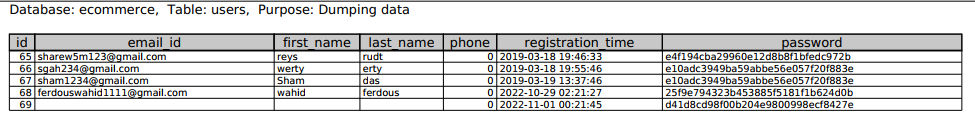 Database: ecommerce, Table: users, Purpose: Dumping data
id email_id first_name last_name phone registration_time password
65 sharew5m123@gmail.com reys rudt 0 2019-03-18 19:46:33 e4f194cba29960e12d8b8f1bfedc972b
66 sgah234@gmail.com werty erty 0 2019-03-18 19:55:46 e10adc3949ba59abbe56e057f20f883e
67 sham1234@gmail.com Sham das 0 2019-03-19 13:37:46 e10adc3949ba59abbe56e057f20f883e
68 ferdouswahid1111@gmail.com wahid ferdous 0 2022-10-29 02:21:27 25f9e794323b453885f5181f1b624d0b
69 0 2022-11-01 00:21:45 d41d8cd98f00b204e9800998ecf8427e